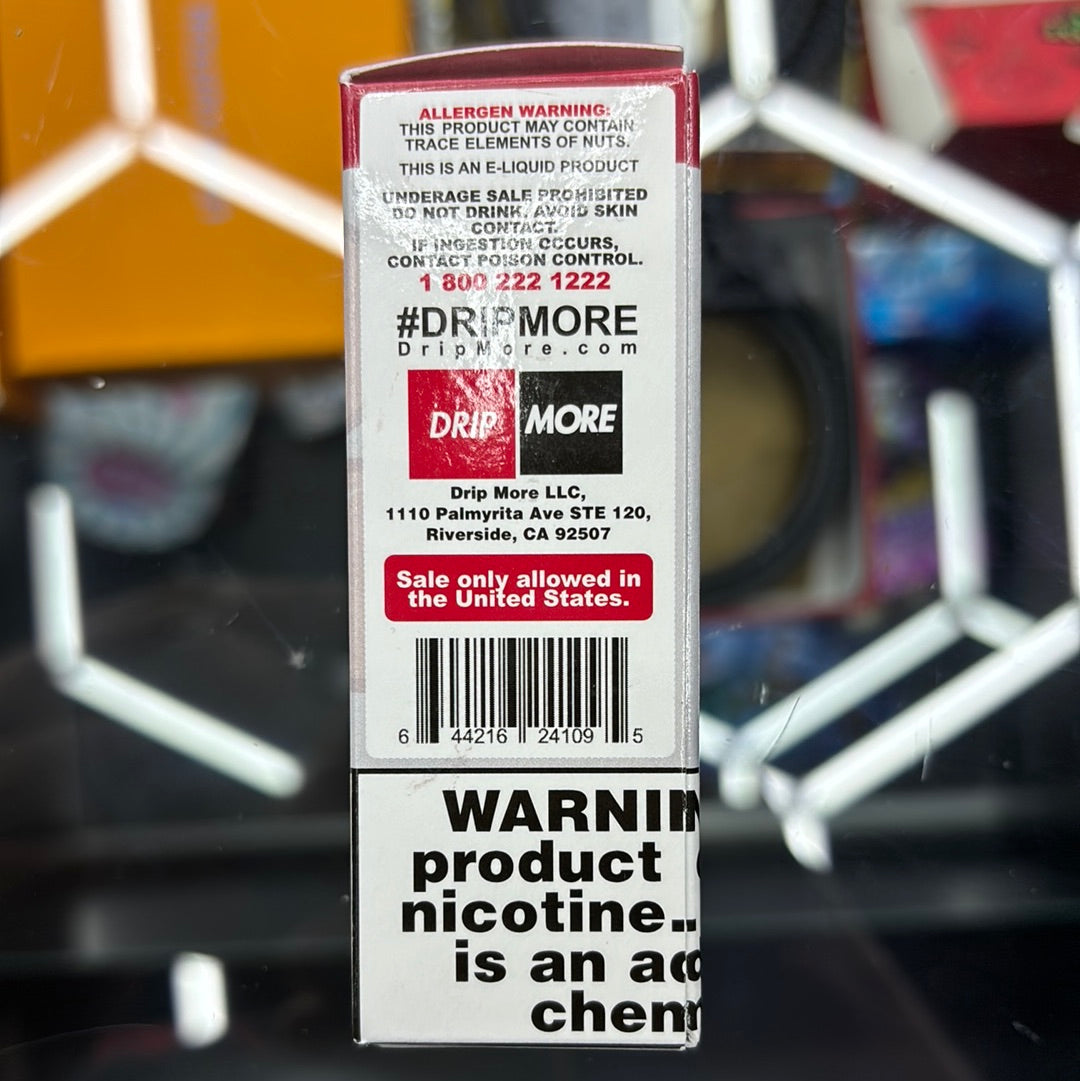 ALLERGEN WARNING:
THIS PRODUCT MAY CONTAIN
TRACE ELEMENTS OF NUTS.
THIS IS AN E-LIQUID PRODUCT
UNDERAGE SALE PROHIBITED
DO NOT DRINK. AVOID SKIN
CONTACT.
IF INGESTION OCCURS,
CONTACT POISON CONTROL.
1 800 222 1222
#DRIPMORE
DripMore.com
DRIP MORE
Drip More LLC,
1110 Palmyrita Ave STE 120,
Riverside, CA 92507
Sale only allowed in
the United States.
6 44216 24109 5
WARNIN
product
nicotine..
is an ad
chem